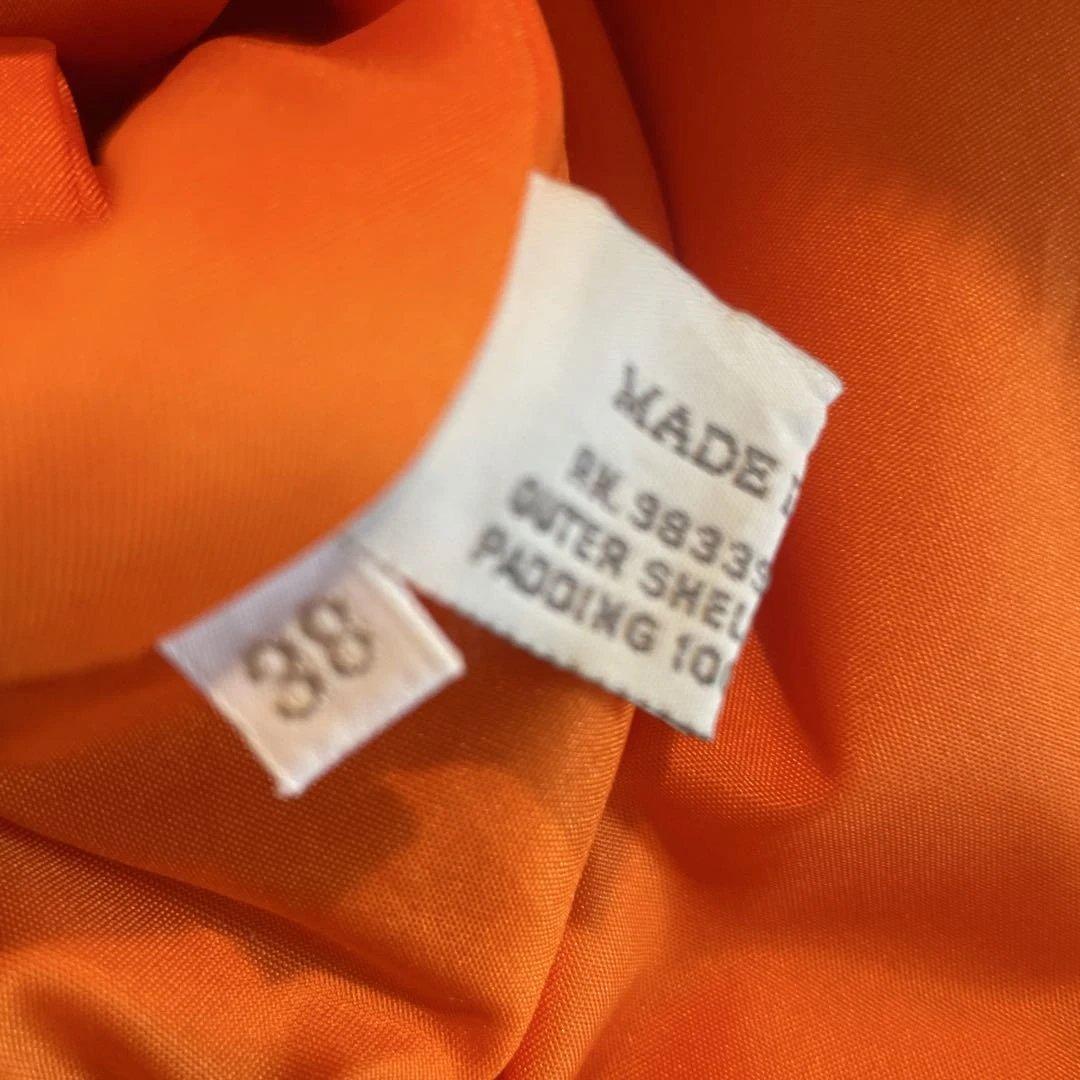 MADE
RN. 98339
OUTER SHEL
PADDING 10
38